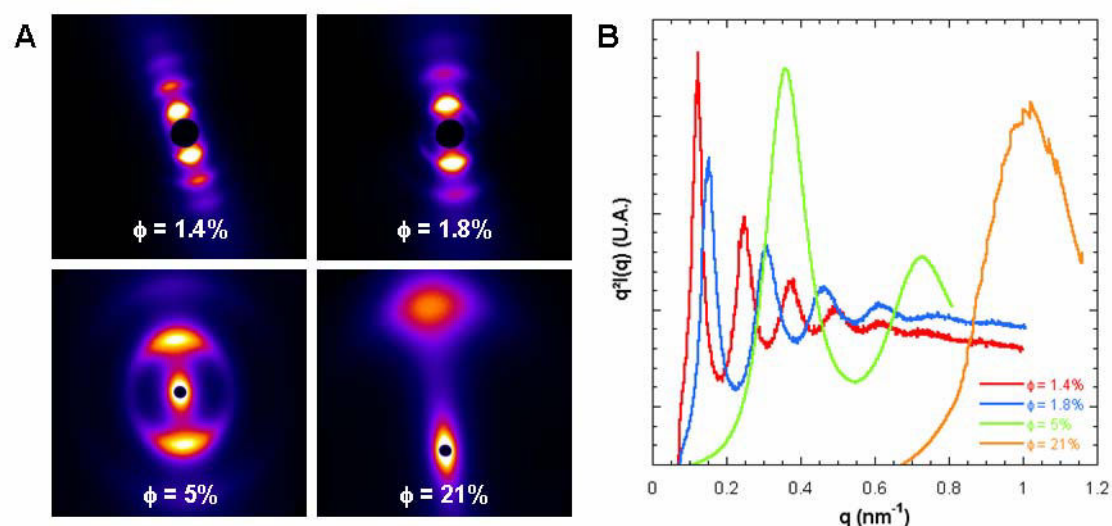 A
ϕ = 1.4%
ϕ = 1.8%
ϕ = 5%
ϕ = 21%
B
q²I(q) (U.A.)
ϕ = 1.4%
ϕ = 1.8%
ϕ = 5%
ϕ = 21%
0 0.2 0.4 0.6 0.8 1 1.2
q (nm⁻¹)